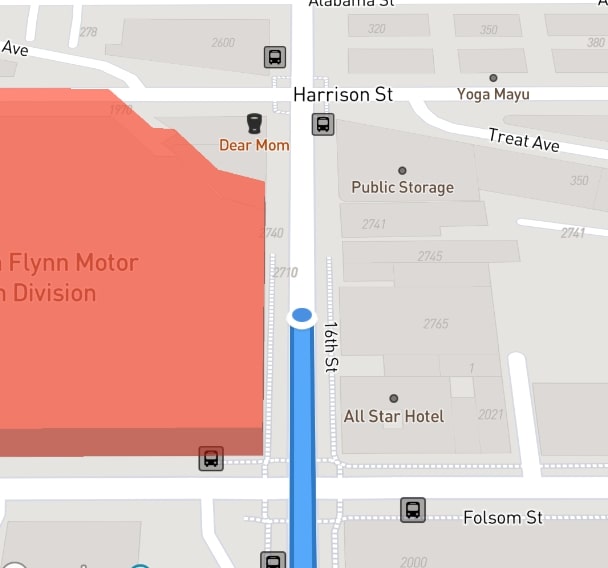 Alabama St
278
2600
320
350
380
Ave
Yoga Mayu
Harrison St
1970
Dear Mom
Treat Ave
Public Storage
350
2741
2740
2741
2745
Flynn Motor
Division
2710
2765
16th St
1
All Star Hotel
2021
Folsom St
2000